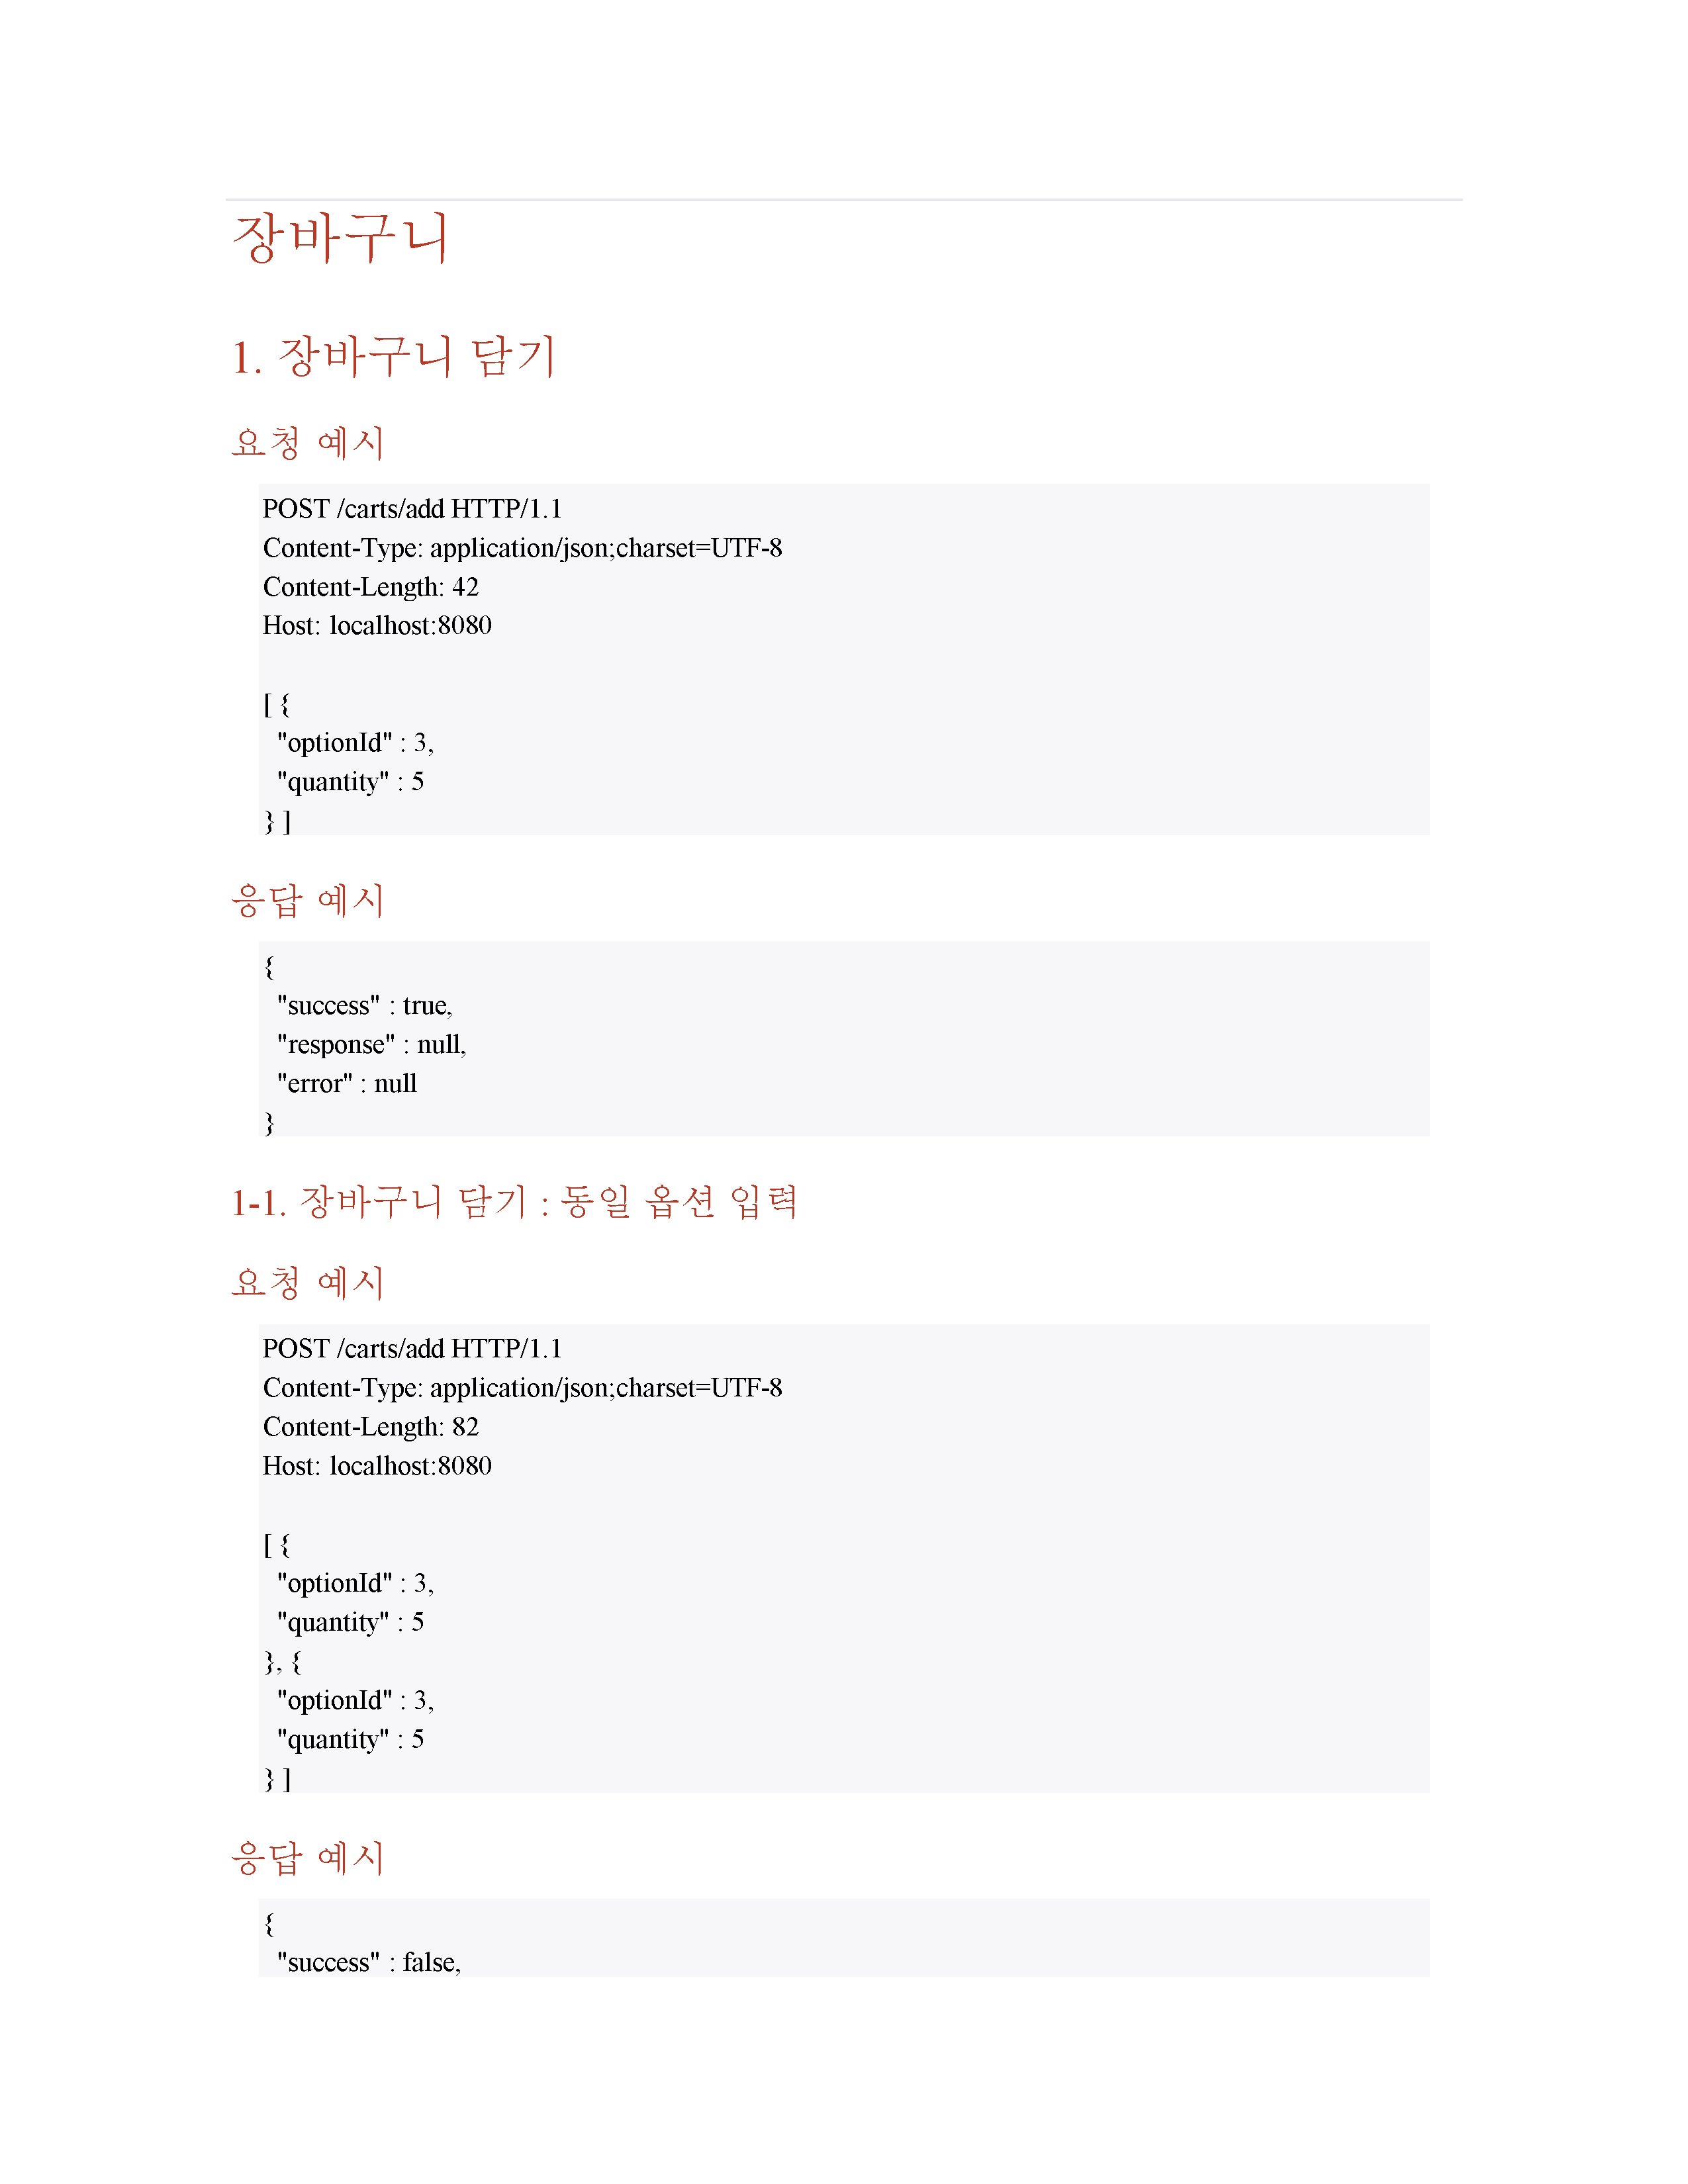 장바구니
1. 장바구니 담기
요청 예시
POST /carts/add HTTP/1.1
Content-Type: application/json;charset=UTF-8
Content-Length: 42
Host: localhost:8080
[ {
"optionId" : 3,
"quantity" : 5
} ]
응답 예시
{
"success" : true,
"response" : null,
"error" : null
}
1-1. 장바구니 담기 : 동일 옵션 입력
요청 예시
POST /carts/add HTTP/1.1
Content-Type: application/json;charset=UTF-8
Content-Length: 82
Host: localhost:8080
[ {
"optionId" : 3,
"quantity" : 5
}, {
"optionId" : 3,
"quantity" : 5
} ]
응답 예시
{
"success" : false,